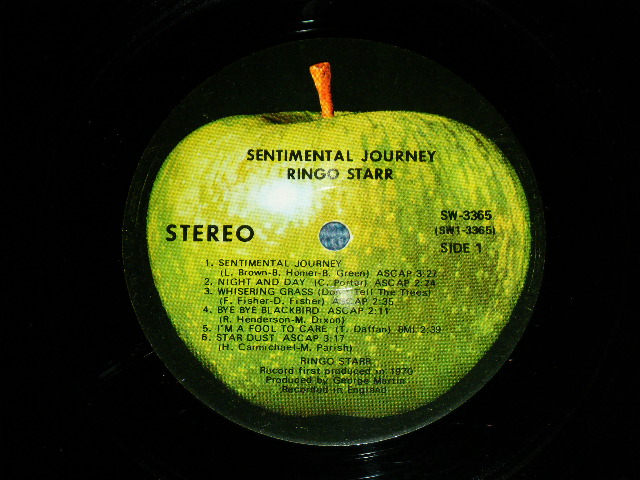 SENTIMENTAL JOURNEY
RINGO STARR
STEREO
SW-3365
(SW1-3365)
SIDE 1
1. SENTIMENTAL JOURNEY
(L. Brown-B. Homer-B. Green) ASCAP 3:27
2. NIGHT AND DAY (C. Porter) ASCAP 2:24
3. WHISERING GRASS (Don't Tell The Trees)
(F. Fisher-D. Fisher) ASCAP 2:35
4. BYE BYE BLACKBIRD ASCAP 2:11
(R. Henderson-M. Dixon)
5. I'M A FOOL TO CARE (T. Daffan) BMI 2:39
6. STAR DUST ASCAP 3:17
(H. Carmichael-M. Parish)
RINGO STARR
Record first produced in 1970
Produced by George Martin
Recorded in England